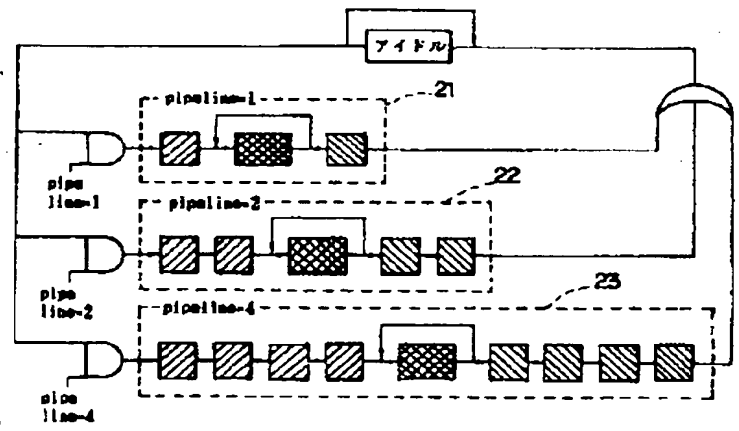 アイドル
pipeline-1
21
pipe
line-1
pipeline-2
22
pipe
line-2
pipeline-4
23
pipe
line-4